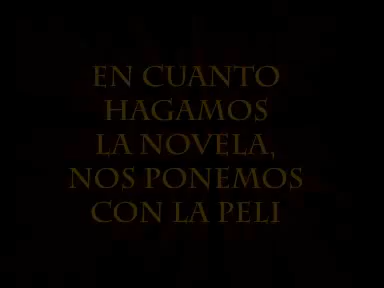 EN CUANTO
HAGAMOS
LA NOVELA,
NOS PONEMOS
CON LA PELI